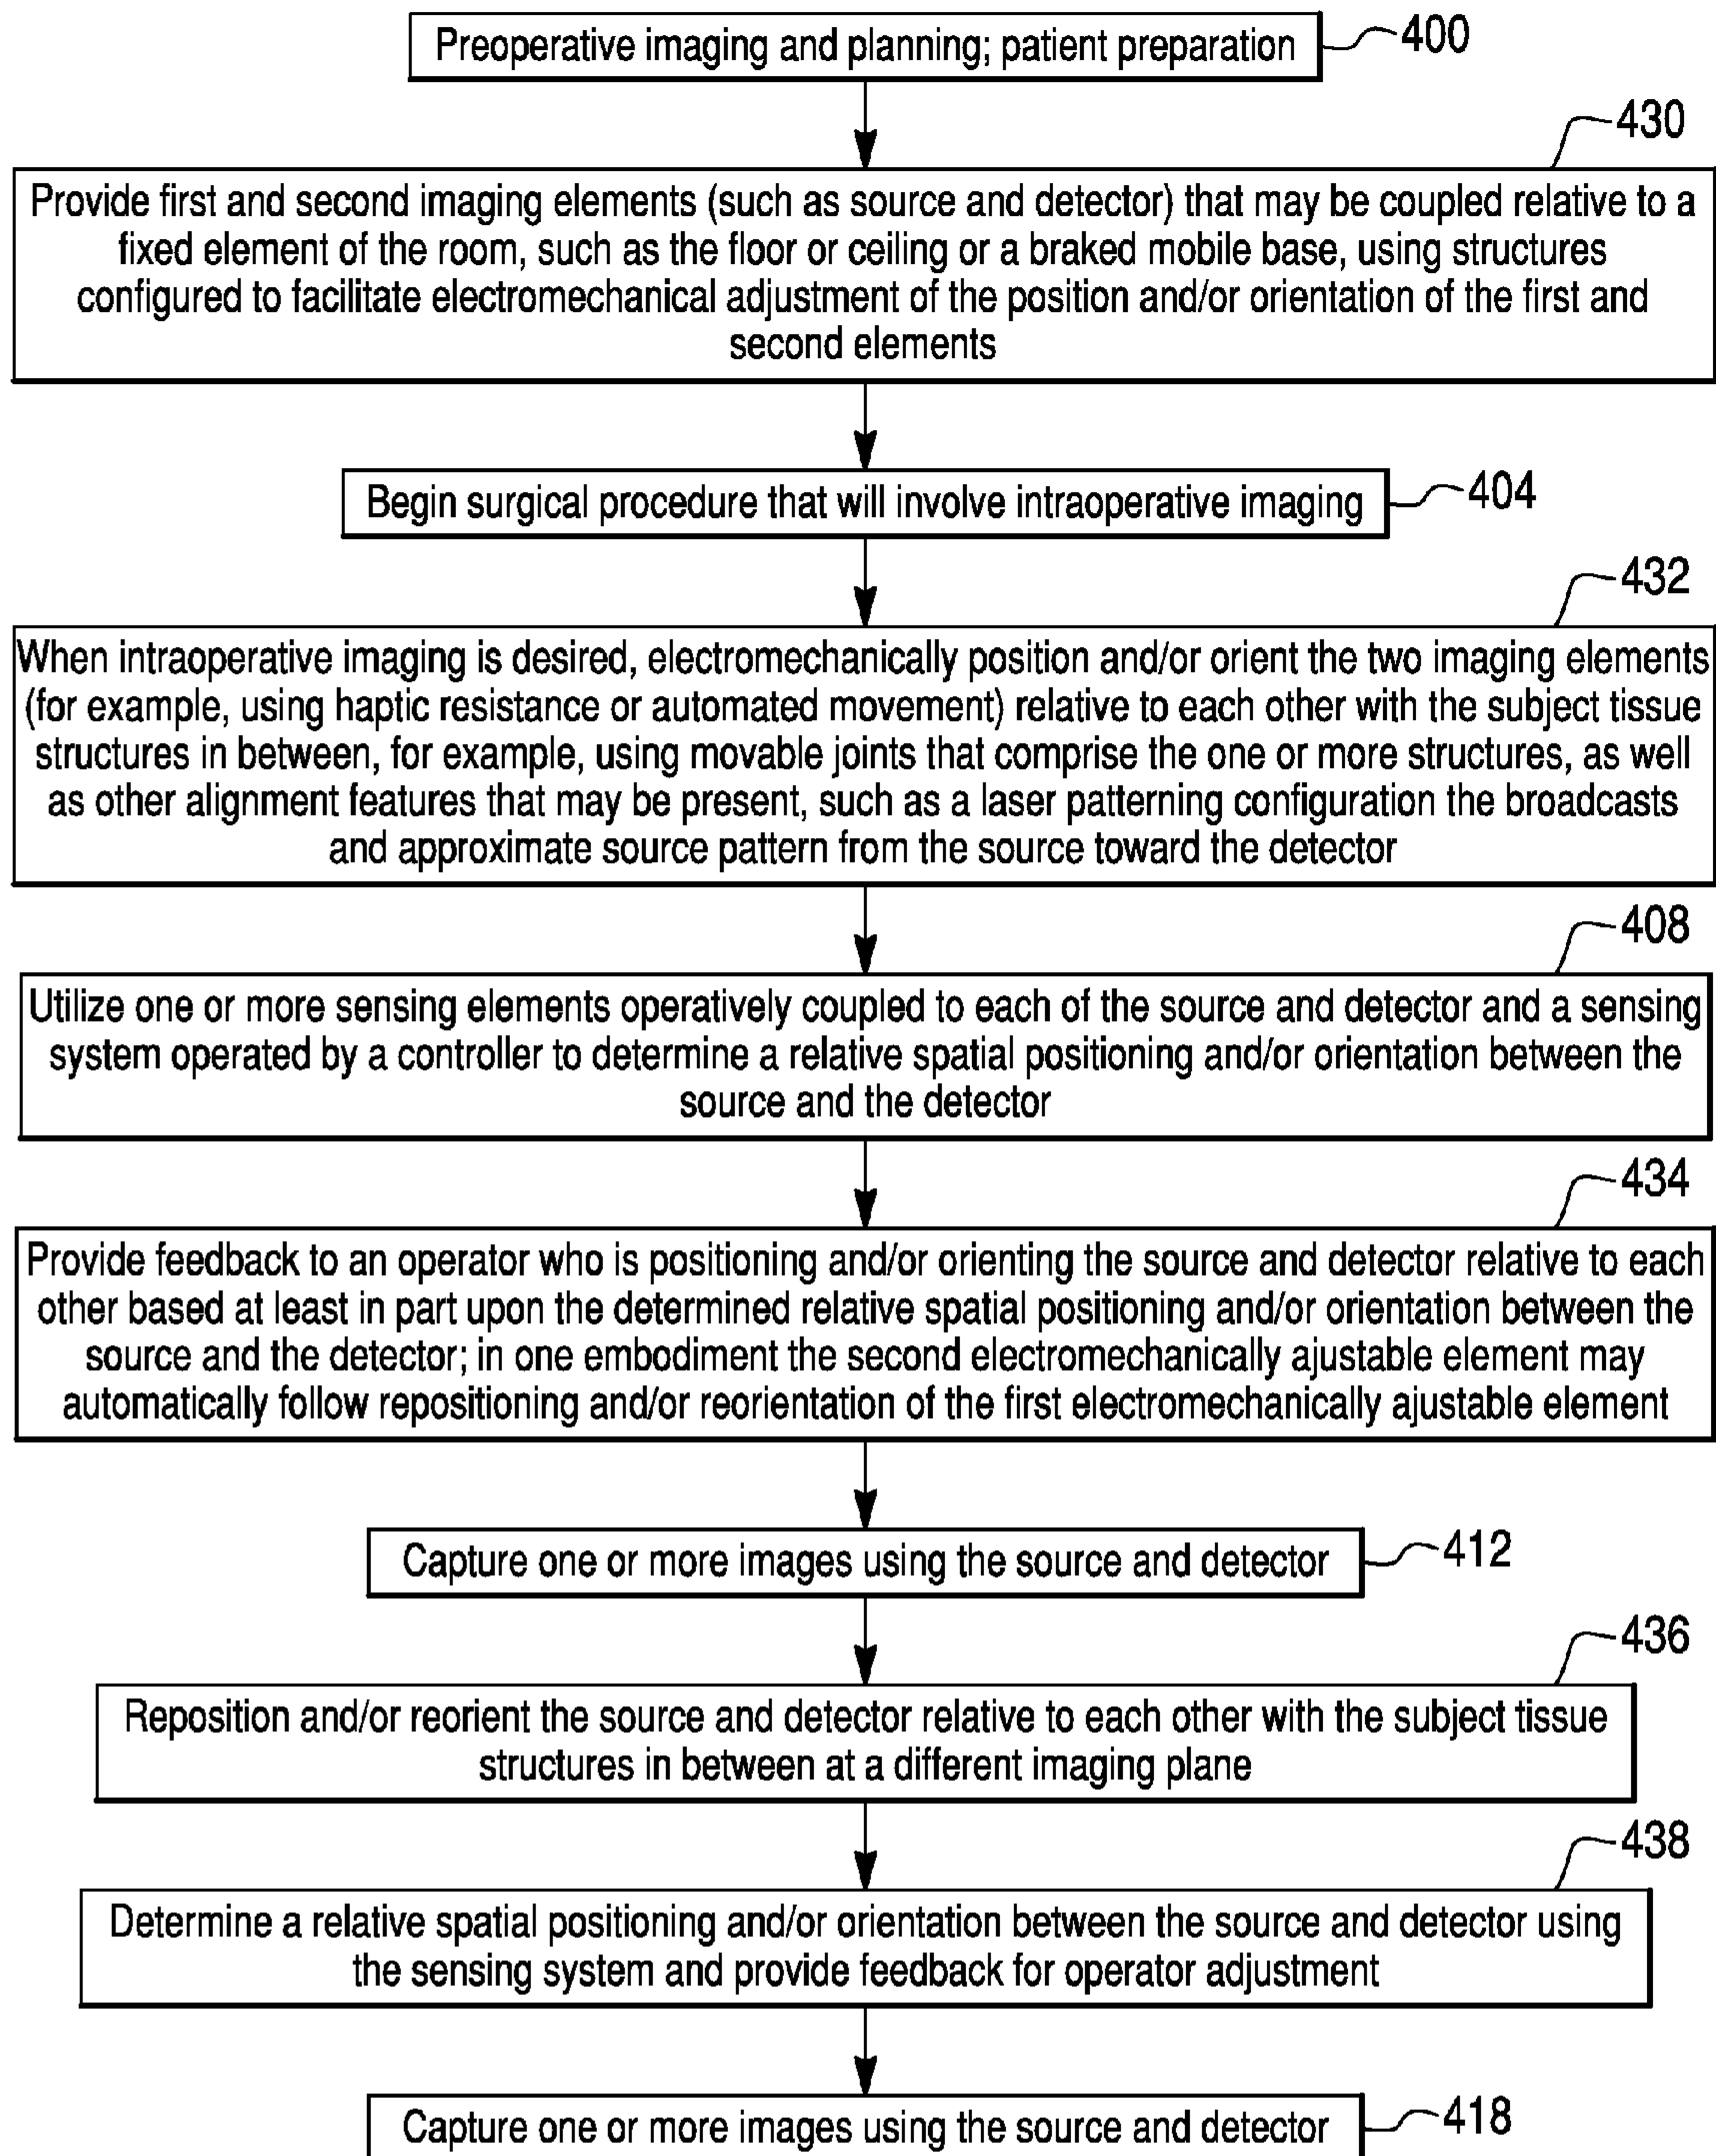 Preoperative imaging and planning; patient preparation
400
430
Provide first and second imaging elements (such as source and detector) that may be coupled relative to a
fixed element of the room, such as the floor or ceiling or a braked mobile base, using structures
configured to facilitate electromechanical adjustment of the position and/or orientation of the first and
second elements
Begin surgical procedure that will involve intraoperative imaging
404
432
When intraoperative imaging is desired, electromechanically position and/or orient the two imaging elements
(for example, using haptic resistance or automated movement) relative to each other with the subject tissue
structures in between, for example, using movable joints that comprise the one or more structures, as well
as other alignment features that may be present, such as a laser patterning configuration the broadcasts
and approximate source pattern from the source toward the detector
408
Utilize one or more sensing elements operatively coupled to each of the source and detector and a sensing
system operated by a controller to determine a relative spatial positioning and/or orientation between the
source and the detector
434
Provide feedback to an operator who is positioning and/or orienting the source and detector relative to each
other based at least in part upon the determined relative spatial positioning and/or orientation between the
source and the detector; in one embodiment the second electromechanically ajustable element may
automatically follow repositioning and/or reorientation of the first electromechanically ajustable element
Capture one or more images using the source and detector
412
436
Reposition and/or reorient the source and detector relative to each other with the subject tissue
structures in between at a different imaging plane
438
Determine a relative spatial positioning and/or orientation between the source and detector using
the sensing system and provide feedback for operator adjustment
Capture one or more images using the source and detector
418